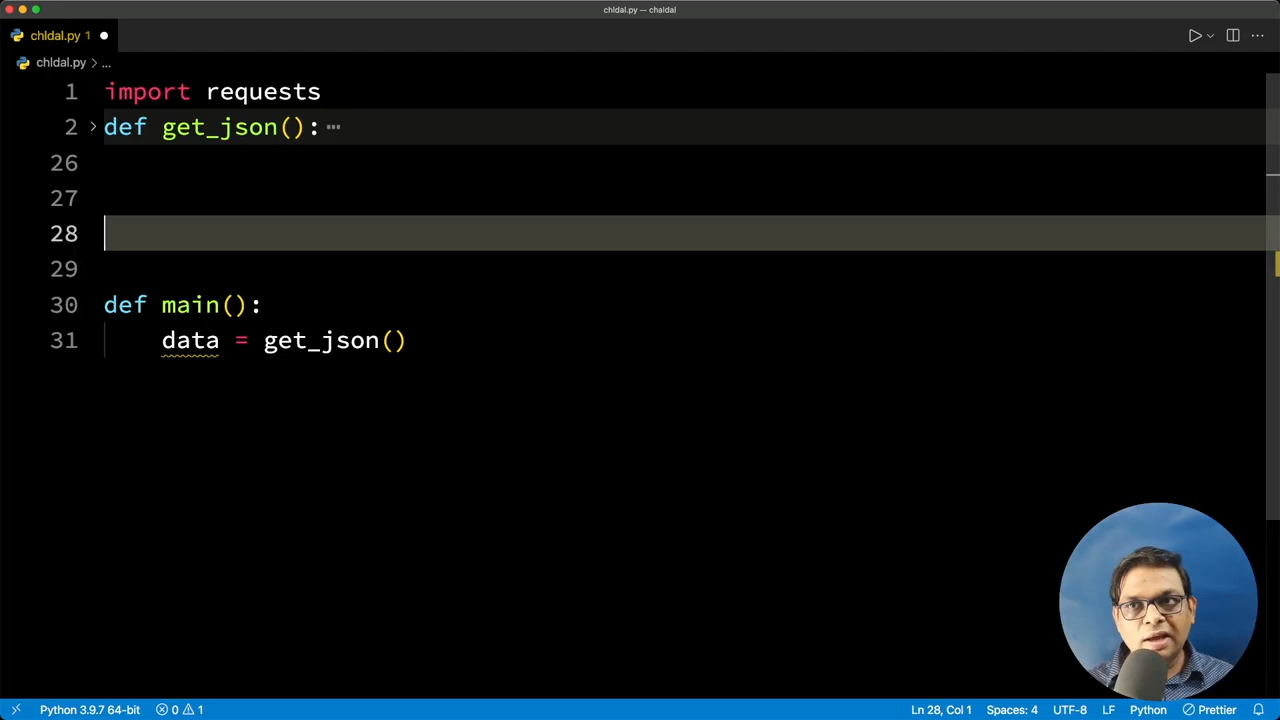 chldal.py — chaldal
chldal.py 1
chldal.py > ...
1 import requests
2 > def get_json(): ...
26
27
28
29
30 def main():
31 data = get_json()
Python 3.9.7 64-bit 0 1 Ln 28, Col 1 Spaces: 4 UTF-8 LF Python Prettier